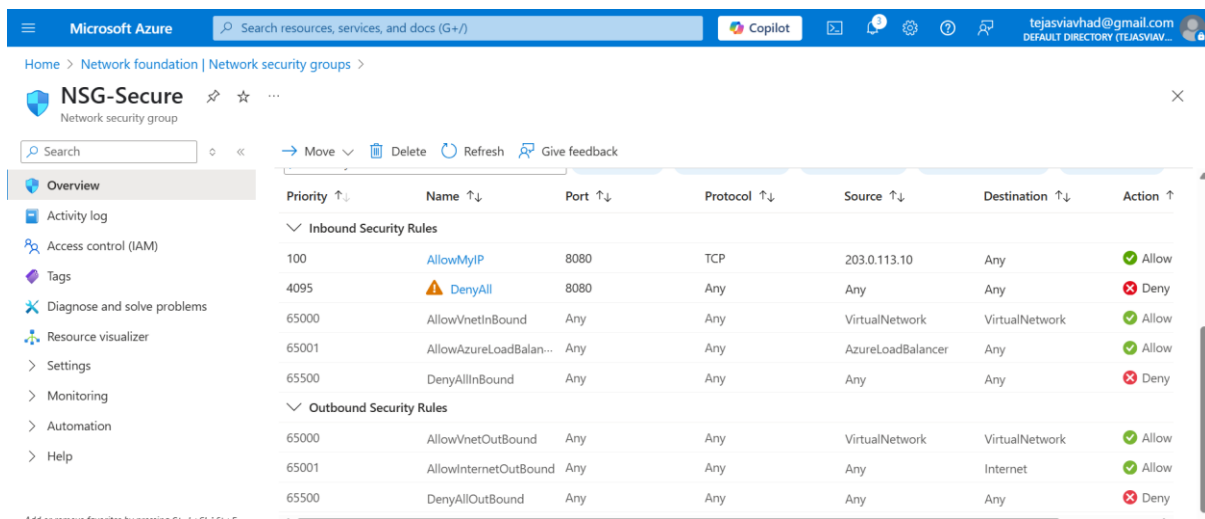 Microsoft Azure
Search resources, services, and docs (G+/)
Copilot
3
tejasviavhad@gmail.com
DEFAULT DIRECTORY (TEJASVIAV...
Home > Network foundation | Network security groups >
NSG-Secure
Network security group
Search
Move Delete Refresh Give feedback
Overview
Activity log
Access control (IAM)
Tags
Diagnose and solve problems
Resource visualizer
Settings
Monitoring
Automation
Help
Priority Name Port Protocol Source Destination Action
Inbound Security Rules
100 AllowMyIP 8080 TCP 203.0.113.10 Any Allow
4095 DenyAll 8080 Any Any Any Deny
65000 AllowVnetInBound Any Any VirtualNetwork VirtualNetwork Allow
65001 AllowAzureLoadBalan... Any Any AzureLoadBalancer Any Allow
65500 DenyAllInBound Any Any Any Any Deny
Outbound Security Rules
65000 AllowVnetOutBound Any Any VirtualNetwork VirtualNetwork Allow
65001 AllowInternetOutBound Any Any Any Internet Allow
65500 DenyAllOutBound Any Any Any Any Deny